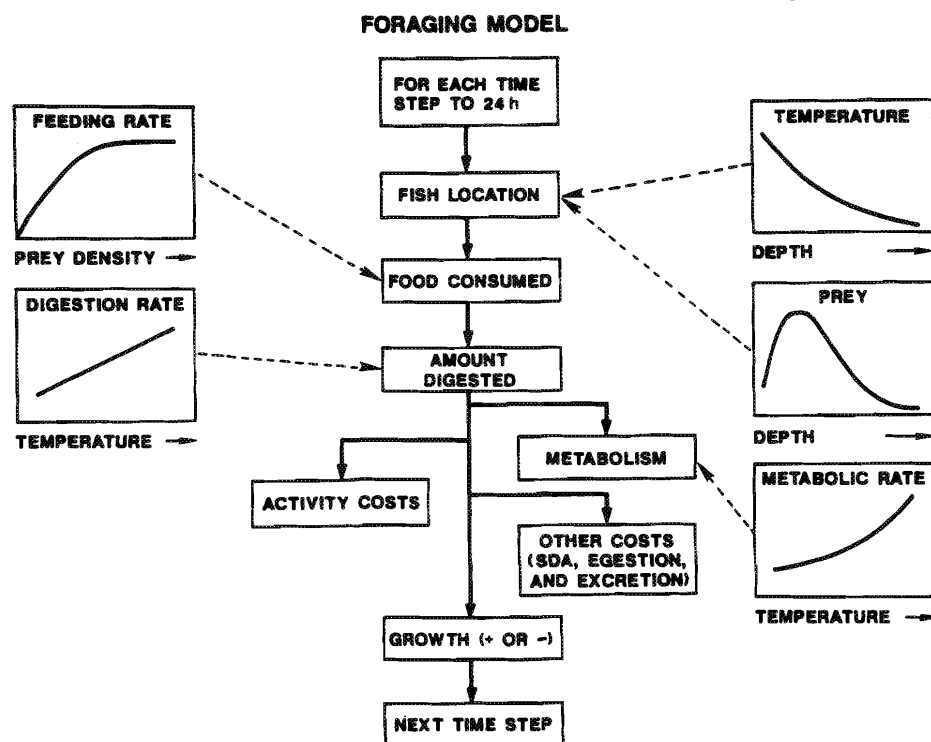 FORAGING MODEL
FOR EACH TIME
STEP TO 24 h
FEEDING RATE
PREY DENSITY
TEMPERATURE
DEPTH
FISH LOCATION
FOOD CONSUMED
DIGESTION RATE
TEMPERATURE
PREY
DEPTH
AMOUNT
DIGESTED
METABOLISM
METABOLIC RATE
TEMPERATURE
ACTIVITY COSTS
OTHER COSTS
(SDA, EGESTION,
AND EXCRETION)
GROWTH (+ OR -)
NEXT TIME STEP